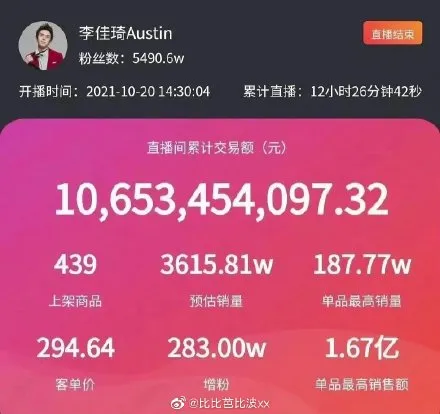 李佳琦Austin
直播结束
粉丝数：5490.6w
开播时间：2021-10-20 14:30:04
累计直播：12小时26分钟42秒
直播间累计交易额（元）
10,653,454,097.32
439 3615.81w 187.77w
上架商品 预估销量 单品最高销量
294.64 283.00w 1.67亿
客单价 增粉 单品最高销售额
@比比芭比波xx